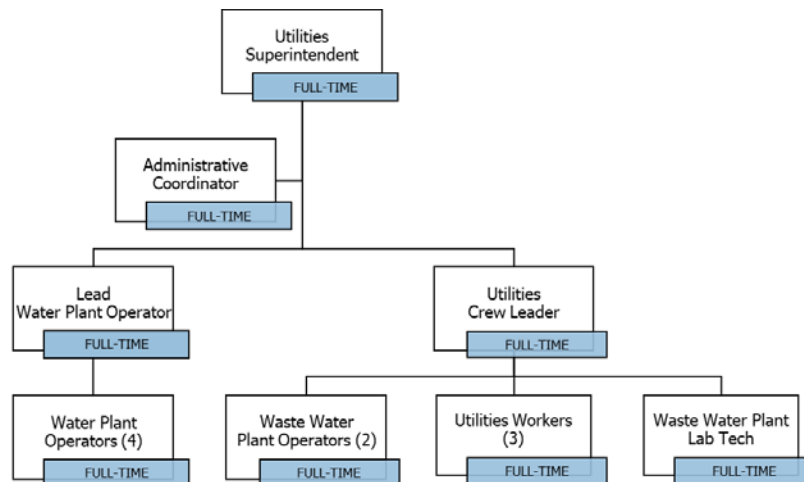 Utilities
Superintendent
FULL-TIME
Administrative
Coordinator
FULL-TIME
Lead
Water Plant Operator
FULL-TIME
Utilities
Crew Leader
FULL-TIME
Water Plant
Operators (4)
FULL-TIME
Waste Water
Plant Operators (2)
FULL-TIME
Utilities Workers
(3)
FULL-TIME
Waste Water Plant
Lab Tech
FULL-TIME